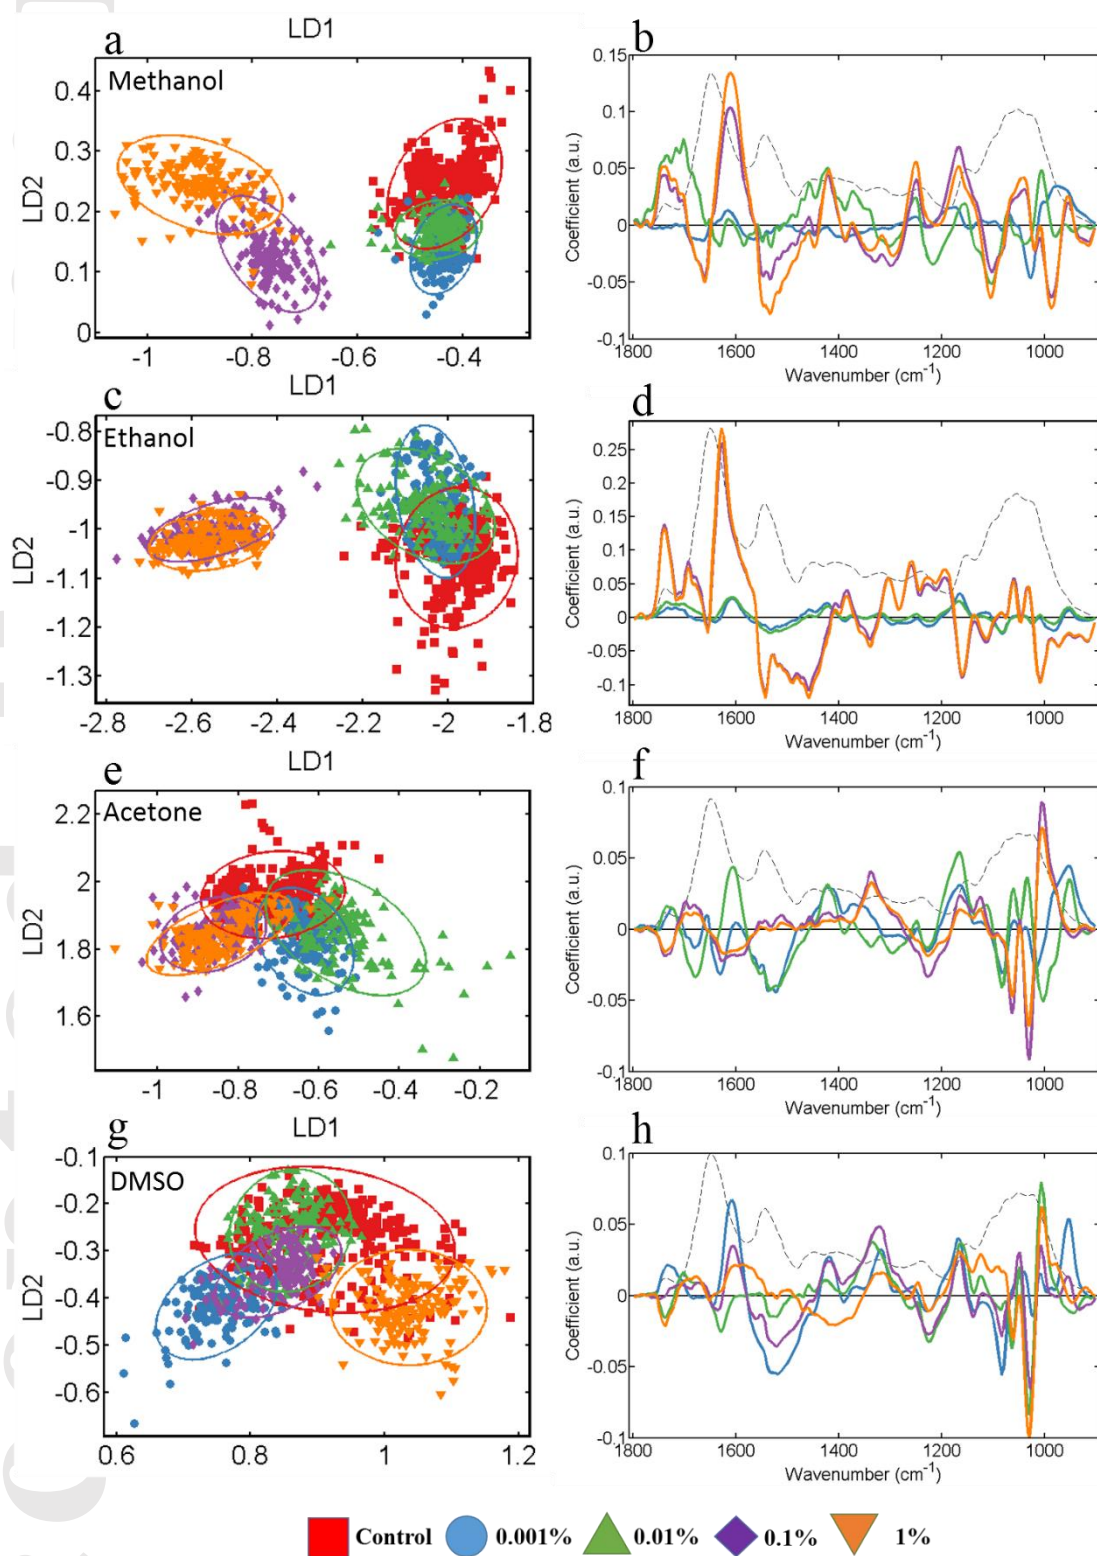 LD1
a
b
Methanol
0.4
0.3
0.2
0.1
0
LD2
-1
-0.8
-0.6
-0.4
LD1
0.15
0.1
0.05
0
-0.05
-0.1
Coefficient (a.u.)
1800
1600
1400
1200
1000
Wavenumber (cm-1)
c
d
Ethanol
-0.8
-0.9
-1
-1.1
-1.2
-1.3
LD2
-2.8
-2.6
-2.4
-2.2
-2
-1.8
LD1
0.25
0.2
0.15
0.1
0.05
0
-0.05
-0.1
Coefficient (a.u.)
1800
1600
1400
1200
1000
Wavenumber (cm-1)
e
f
Acetone
2.2
2
1.8
1.6
LD2
-1
-0.8
-0.6
-0.4
-0.2
LD1
0.1
0.05
0
-0.05
-0.1
Coefficient (a.u.)
1800
1600
1400
1200
1000
Wavenumber (cm-1)
g
h
DMSO
-0.1
-0.2
-0.3
-0.4
-0.5
-0.6
LD2
0.6
0.8
1
1.2
0.1
0.05
0
-0.05
-0.1
Coefficient (a.u.)
1800
1600
1400
1200
1000
Wavenumber (cm-1)
Control 0.001% 0.01% 0.1% 1%